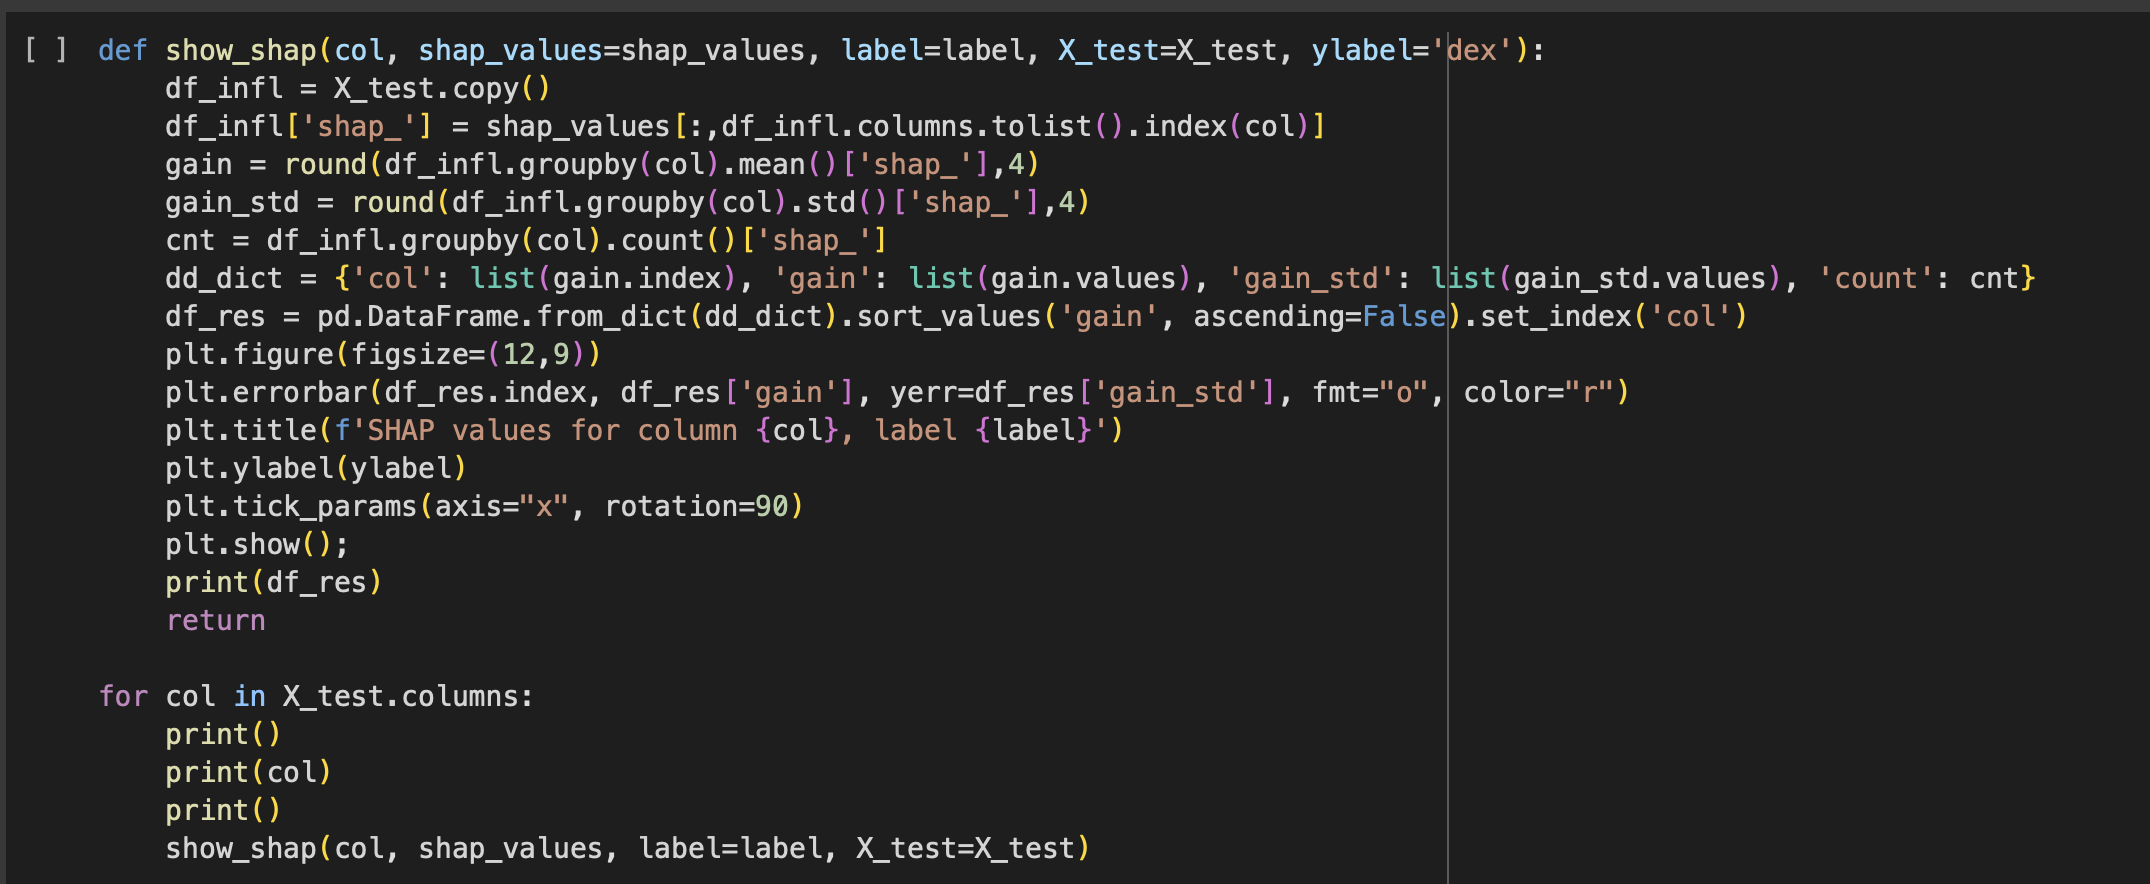 [ ] def show_shap(col, shap_values=shap_values, label=label, X_test=X_test, ylabel='dex'):
    df_infl = X_test.copy()
    df_infl['shap_'] = shap_values[:,df_infl.columns.tolist().index(col)]
    gain = round(df_infl.groupby(col).mean()['shap_'],4)
    gain_std = round(df_infl.groupby(col).std()['shap_'],4)
    cnt = df_infl.groupby(col).count()['shap_']
    dd_dict = {'col': list(gain.index), 'gain': list(gain.values), 'gain_std': list(gain_std.values), 'count': cnt}
    df_res = pd.DataFrame.from_dict(dd_dict).sort_values('gain', ascending=False).set_index('col')
    plt.figure(figsize=(12,9))
    plt.errorbar(df_res.index, df_res['gain'], yerr=df_res['gain_std'], fmt="o", color="r")
    plt.title(f'SHAP values for column {col}, label {label}')
    plt.ylabel(ylabel)
    plt.tick_params(axis="x", rotation=90)
    plt.show();
    print(df_res)
    return
for col in X_test.columns:
    print()
    print(col)
    print()
    show_shap(col, shap_values, label=label, X_test=X_test)